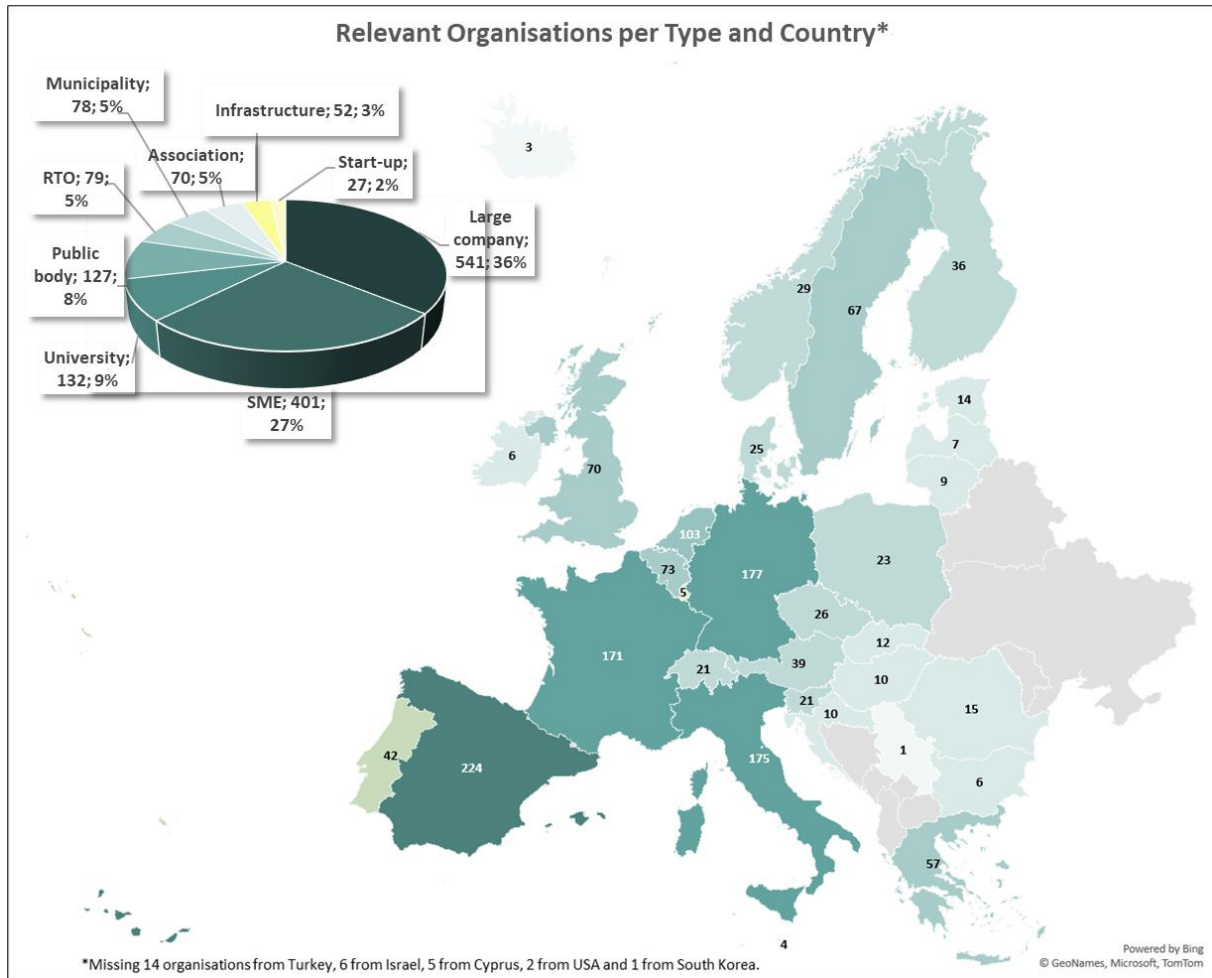 Relevant Organisations per Type and Country*
Municipality;
78; 5%
Infrastructure; 52; 3%
Association;
70; 5%
Start-up;
27; 2%
RTO; 79;
5%
Large
company;
541; 36%
Public
body; 127;
8%
University;
132; 9%
SME; 401;
27%
3
36
29
67
14
7
9
25
6
70
103
73
5
177
23
26
12
171
21
39
10
21
10
15
1
6
42
224
175
57
4
*Missing 14 organisations from Turkey, 6 from Israel, 5 from Cyprus, 2 from USA and 1 from South Korea.
Powered by Bing
© GeoNames, Microsoft, TomTom